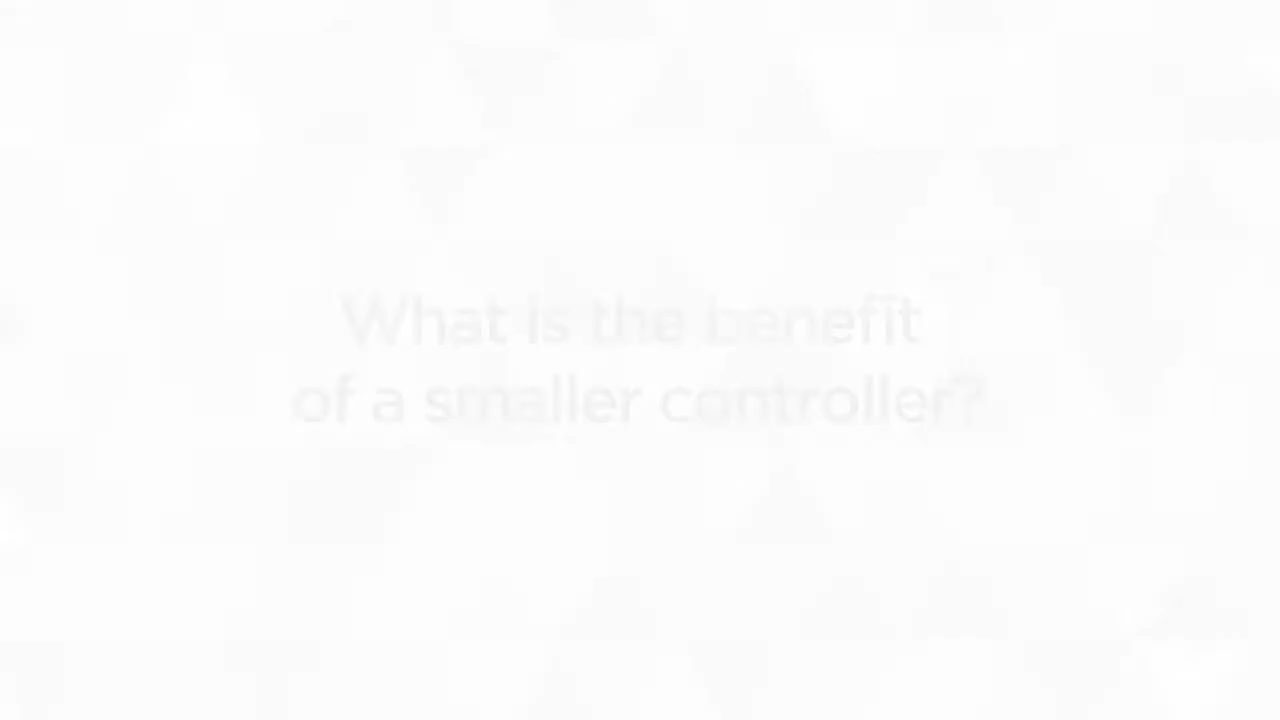 What is the benefit
of a smaller controller?